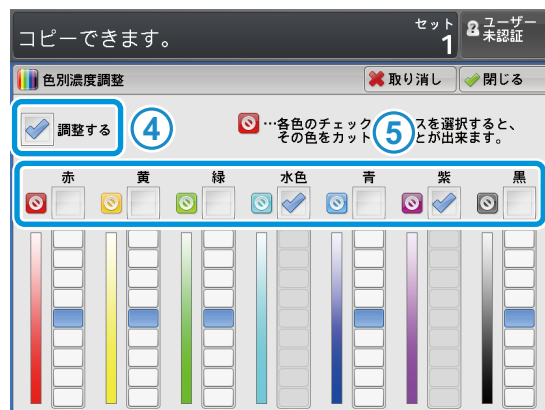 コピーできます。
セット
1
ユーザー
未認証
色別濃度調整
取り消し
閉じる
調整する
④
…各色のチェック
スを選択すると、
⑤
その色をカット
とが出来ます。
赤 黄 緑 水色 青 紫 黒